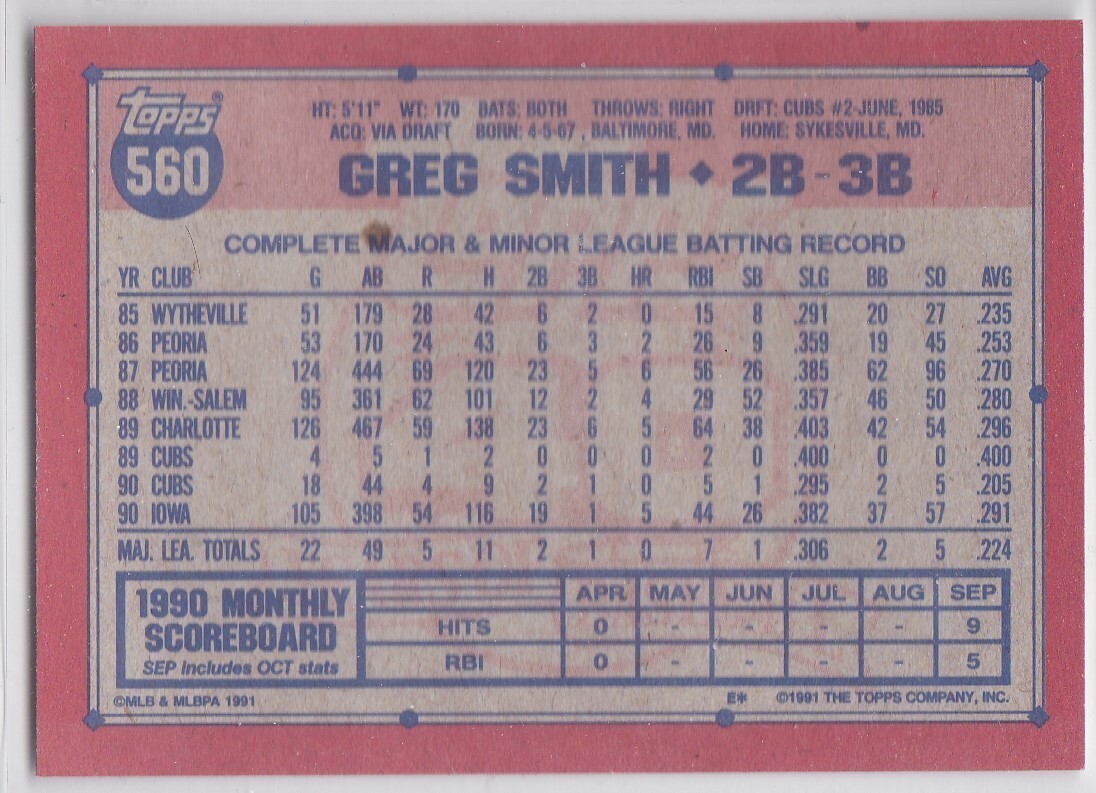 Topps®
560
HT: 5'11" WT: 170 BATS: BOTH THROWS: RIGHT DRFT: CUBS #2-JUNE, 1985
ACQ: VIA DRAFT BORN: 4-5-67 , BALTIMORE, MD. HOME: SYKESVILLE, MD.
GREG SMITH ♦ 2B - 3B
COMPLETE MAJOR & MINOR LEAGUE BATTING RECORD
YR CLUB G AB R H 2B 3B HR RBI SB SLG BB SO AVG
85 WYTHEVILLE 51 179 28 42 6 2 0 15 8 .291 20 27 .235
86 PEORIA 53 170 24 43 6 3 2 26 9 .359 19 45 .253
87 PEORIA 124 444 69 120 23 5 6 56 26 .385 62 96 .270
88 WIN.-SALEM 95 361 62 101 12 2 4 29 52 .357 46 50 .280
89 CHARLOTTE 126 467 59 138 23 6 5 64 38 .403 42 54 .296
89 CUBS 4 5 1 2 0 0 0 2 0 .400 0 0 .400
90 CUBS 18 44 4 9 2 1 0 5 1 .295 2 5 .205
90 IOWA 105 398 54 116 19 1 5 44 26 .382 37 57 .291
MAJ. LEA. TOTALS 22 49 5 11 2 1 0 7 1 .306 2 5 .224
1990 MONTHLY
SCOREBOARD
SEP includes OCT stats
APR MAY JUN JUL AUG SEP
HITS 0 - - - - 9
RBI 0 - - - - 5
©MLB & MLBPA 1991 E* ©1991 THE TOPPS COMPANY, INC.